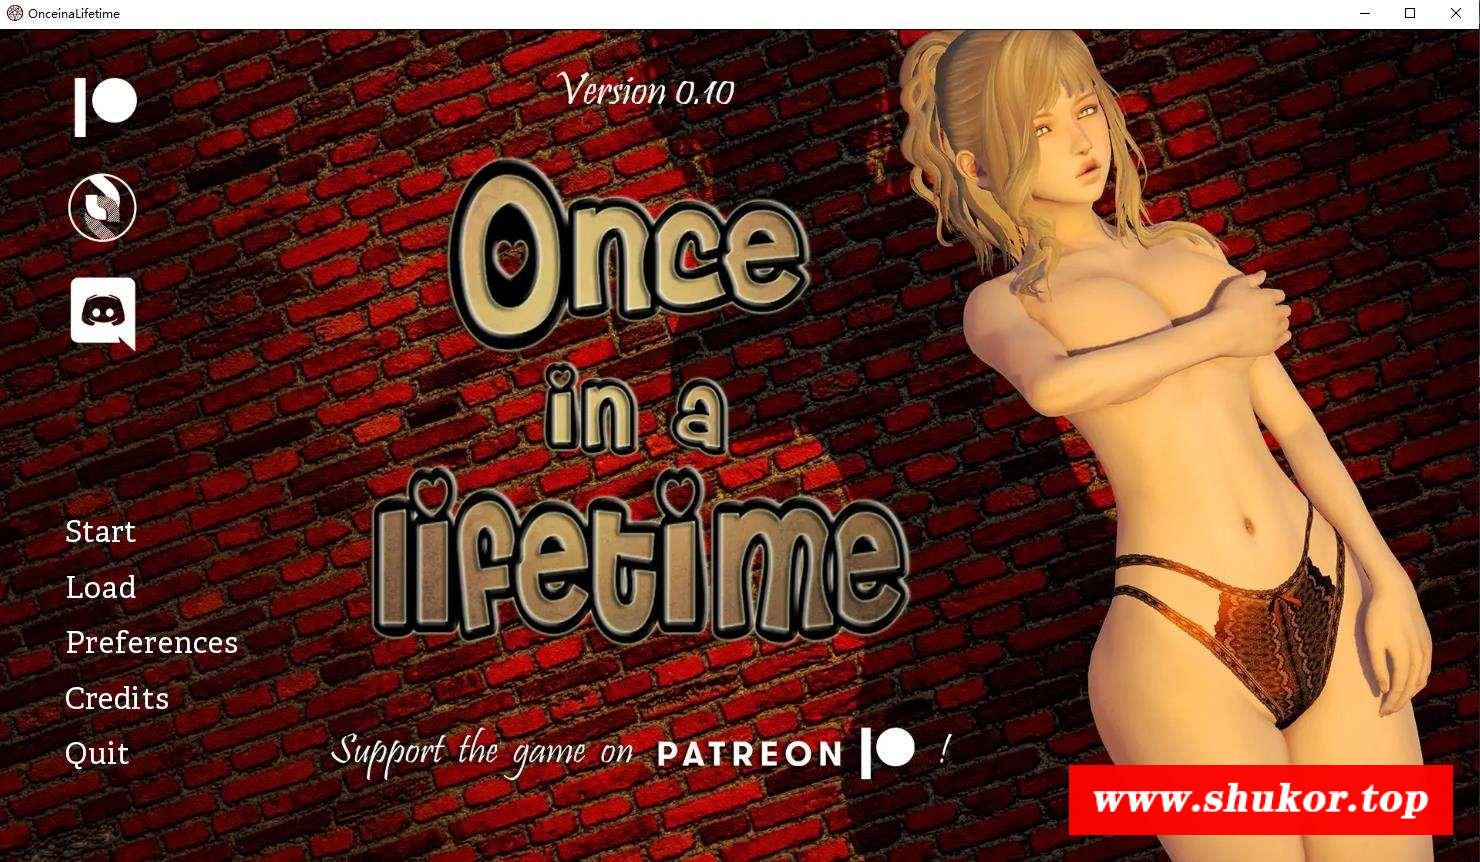 OnceinaLifetime
Version 0.10
Once
in a
lifetime
Start
Load
Preferences
Credits
Quit
Support the game on PATREON !
www.shukor.top